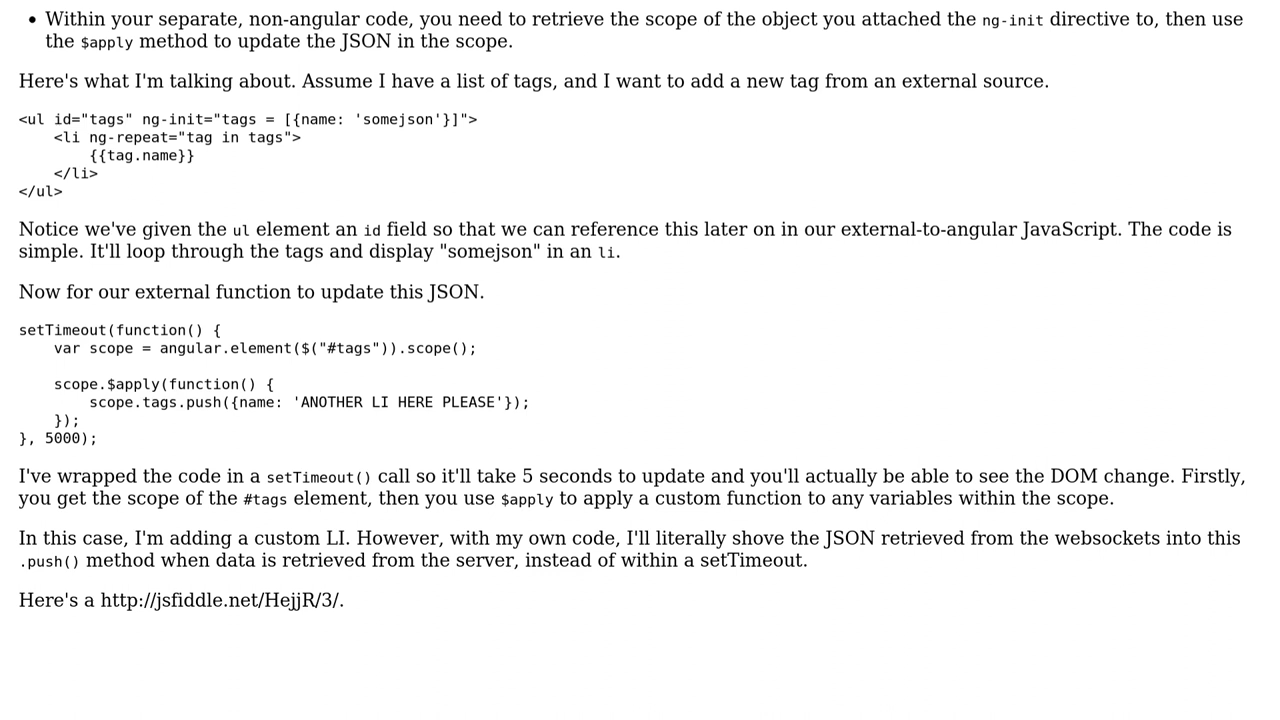 • Within your separate, non-angular code, you need to retrieve the scope of the object you attached the ng-init directive to, then use
the $apply method to update the JSON in the scope.
Here's what I'm talking about. Assume I have a list of tags, and I want to add a new tag from an external source.
<ul id="tags" ng-init="tags = [{name: 'somejson'}]">
    <li ng-repeat="tag in tags">
        {{tag.name}}
    </li>
</ul>
Notice we've given the ul element an id field so that we can reference this later on in our external-to-angular JavaScript. The code is
simple. It'll loop through the tags and display "somejson" in an li.
Now for our external function to update this JSON.
setTimeout(function() {
    var scope = angular.element($("#tags")).scope();
    scope.$apply(function() {
        scope.tags.push({name: 'ANOTHER LI HERE PLEASE'});
    });
}, 5000);
I've wrapped the code in a setTimeout() call so it'll take 5 seconds to update and you'll actually be able to see the DOM change. Firstly,
you get the scope of the #tags element, then you use $apply to apply a custom function to any variables within the scope.
In this case, I'm adding a custom LI. However, with my own code, I'll literally shove the JSON retrieved from the websockets into this
.push() method when data is retrieved from the server, instead of within a setTimeout.
Here's a http://jsfiddle.net/HejjR/3/.